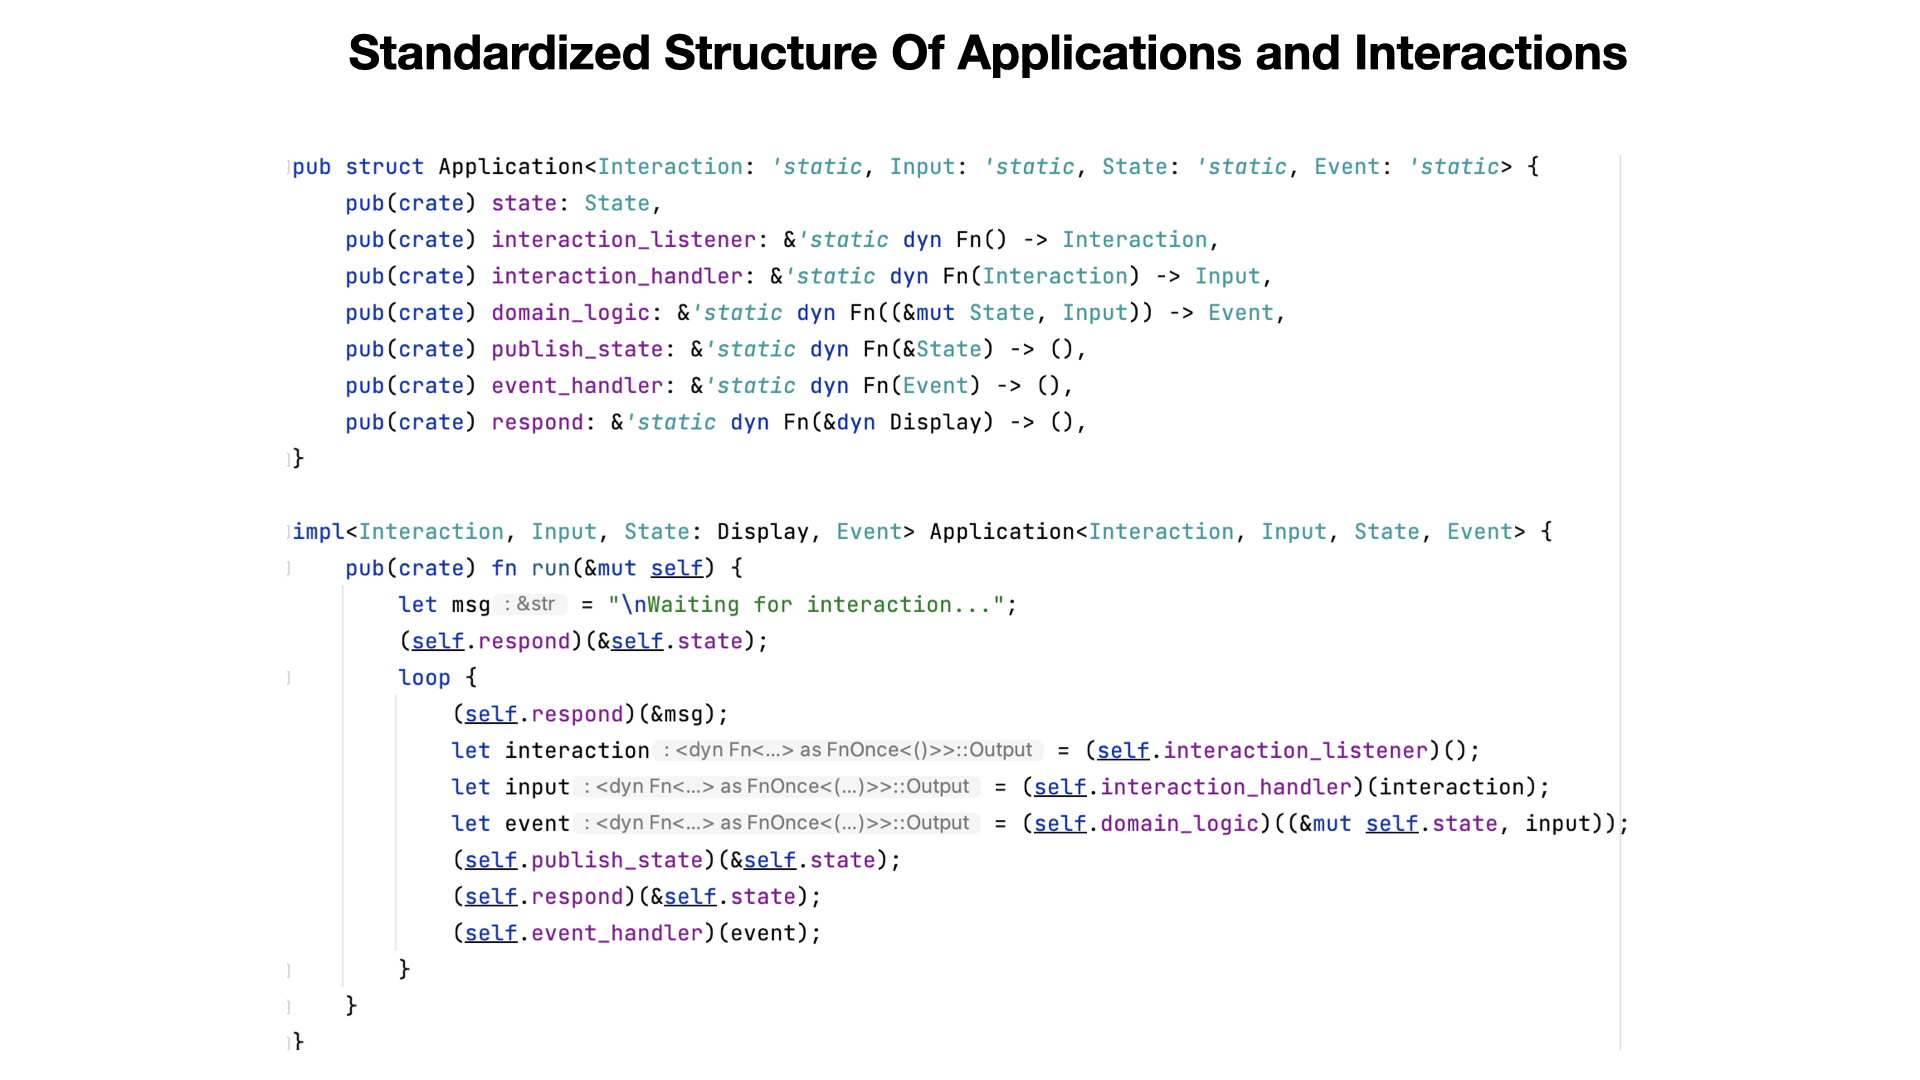 Standardized Structure Of Applications and Interactions
pub struct Application<Interaction: 'static, Input: 'static, State: 'static, Event: 'static> {
    pub(crate) state: State,
    pub(crate) interaction_listener: &'static dyn Fn() -> Interaction,
    pub(crate) interaction_handler: &'static dyn Fn(Interaction) -> Input,
    pub(crate) domain_logic: &'static dyn Fn((&mut State, Input)) -> Event,
    pub(crate) publish_state: &'static dyn Fn(&State) -> (),
    pub(crate) event_handler: &'static dyn Fn(Event) -> (),
    pub(crate) respond: &'static dyn Fn(&dyn Display) -> (),
}
impl<Interaction, Input, State: Display, Event> Application<Interaction, Input, State, Event> {
    pub(crate) fn run(&mut self) {
        let msg : &str = "\nWaiting for interaction...";
        (self.respond)(&self.state);
        loop {
            (self.respond)(&msg);
            let interaction : <dyn Fn<...> as FnOnce<()>>::Output = (self.interaction_listener)();
            let input : <dyn Fn<...> as FnOnce<(...)>>::Output = (self.interaction_handler)(interaction);
            let event : <dyn Fn<...> as FnOnce<(...)>>::Output = (self.domain_logic)((&mut self.state, input));
            (self.publish_state)(&self.state);
            (self.respond)(&self.state);
            (self.event_handler)(event);
        }
    }
}